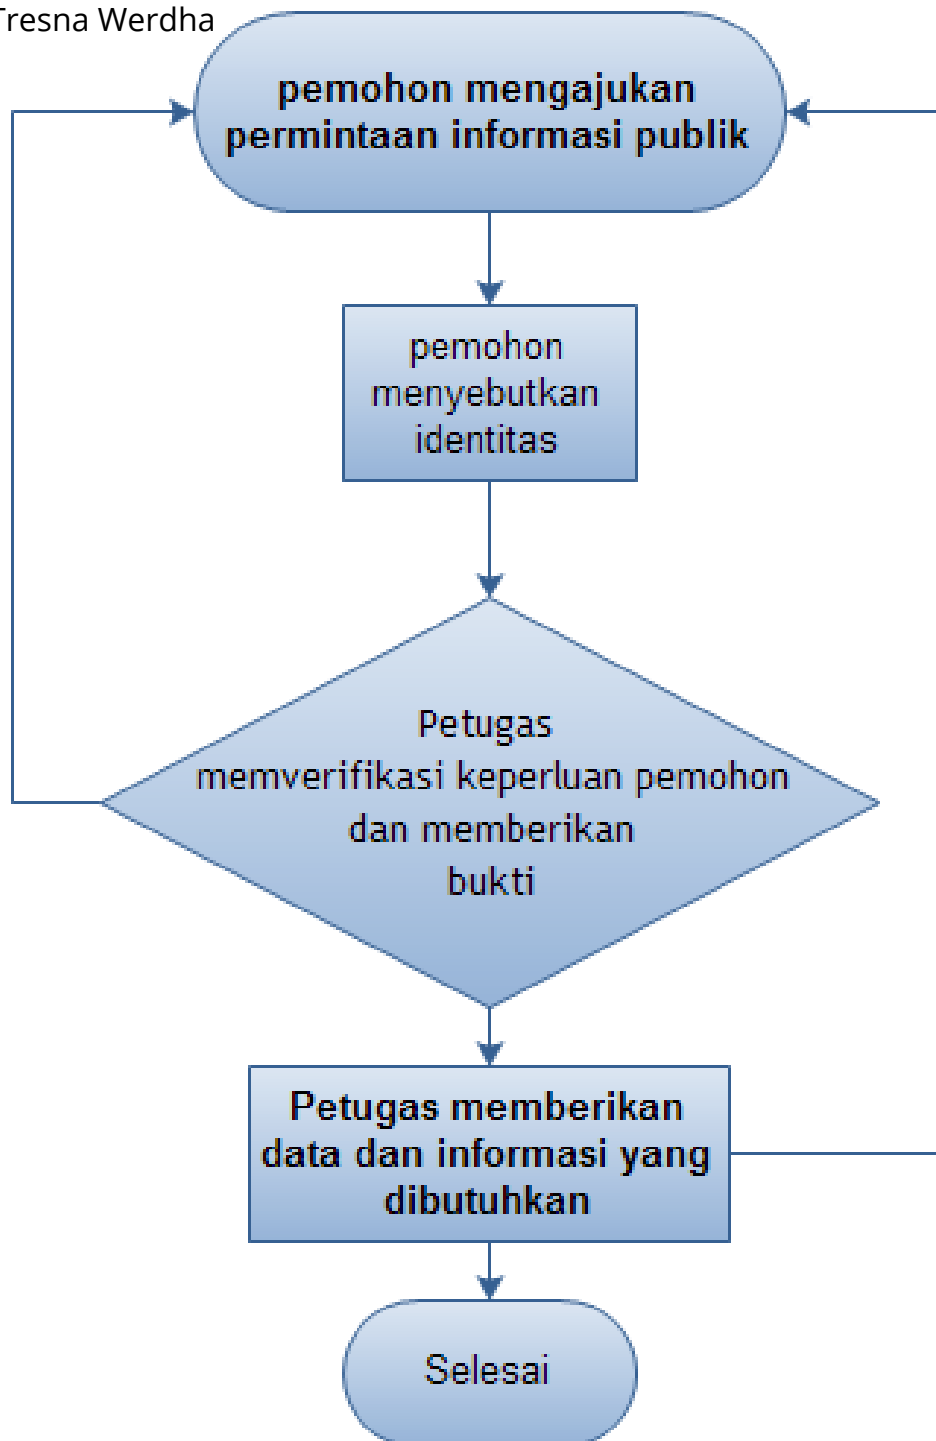 Tresna Werdha
pemohon mengajukan
permintaan informasi publik
pemohon
menyebutkan
identitas
Petugas
memverifikasi keperluan pemohon
dan memberikan
bukti
Petugas memberikan
data dan informasi yang
dibutuhkan
Selesai